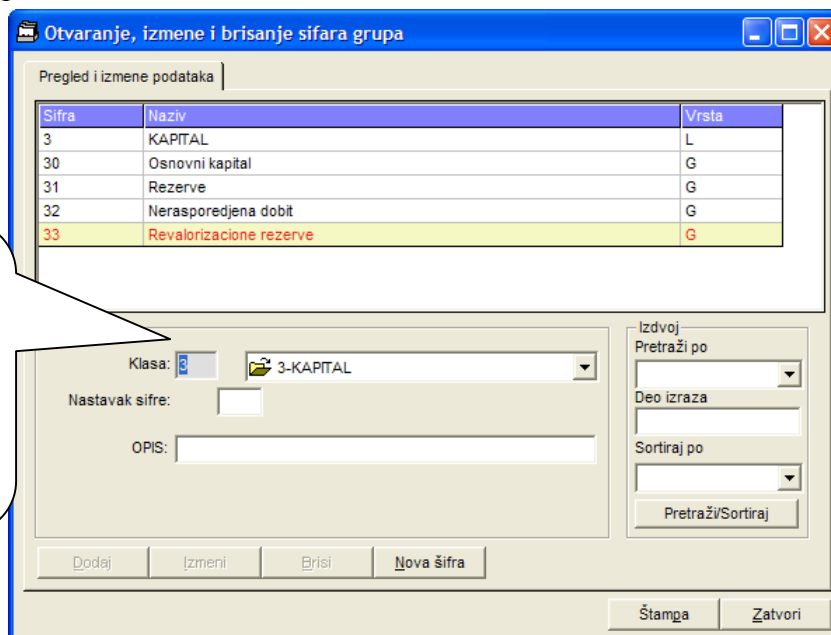 Otvaranje, izmene i brisanje sifara grupa
Pregled i izmene podataka
Sifra Naziv Vrsta
3 KAPITAL L
30 Osnovni kapital G
31 Rezerve G
32 Nerasporedjena dobit G
33 Revalorizacione rezerve G
Klasa: 3 3-KAPITAL
Nastavak sifre:
OPIS:
Izdvoj
Pretraži po
Deo izraza
Sortiraj po
Pretraži/Sortiraj
Dodaj Izmeni Brisi Nova šifra
Štampa Zatvori